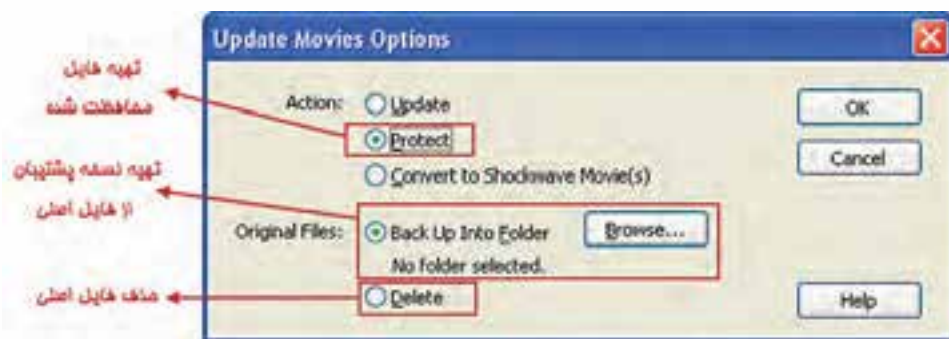 Update Movies Options
تهیه فایل
محافظت شده
Action:
Update
Protect
Convert to Shockwave Movie(s)
OK
Cancel
تهیه نسخه پشتیبان
از فایل اصلی
Original Files:
Back Up Into Folder
Browse...
No folder selected.
حذف فایل اصلی
Delete
Help